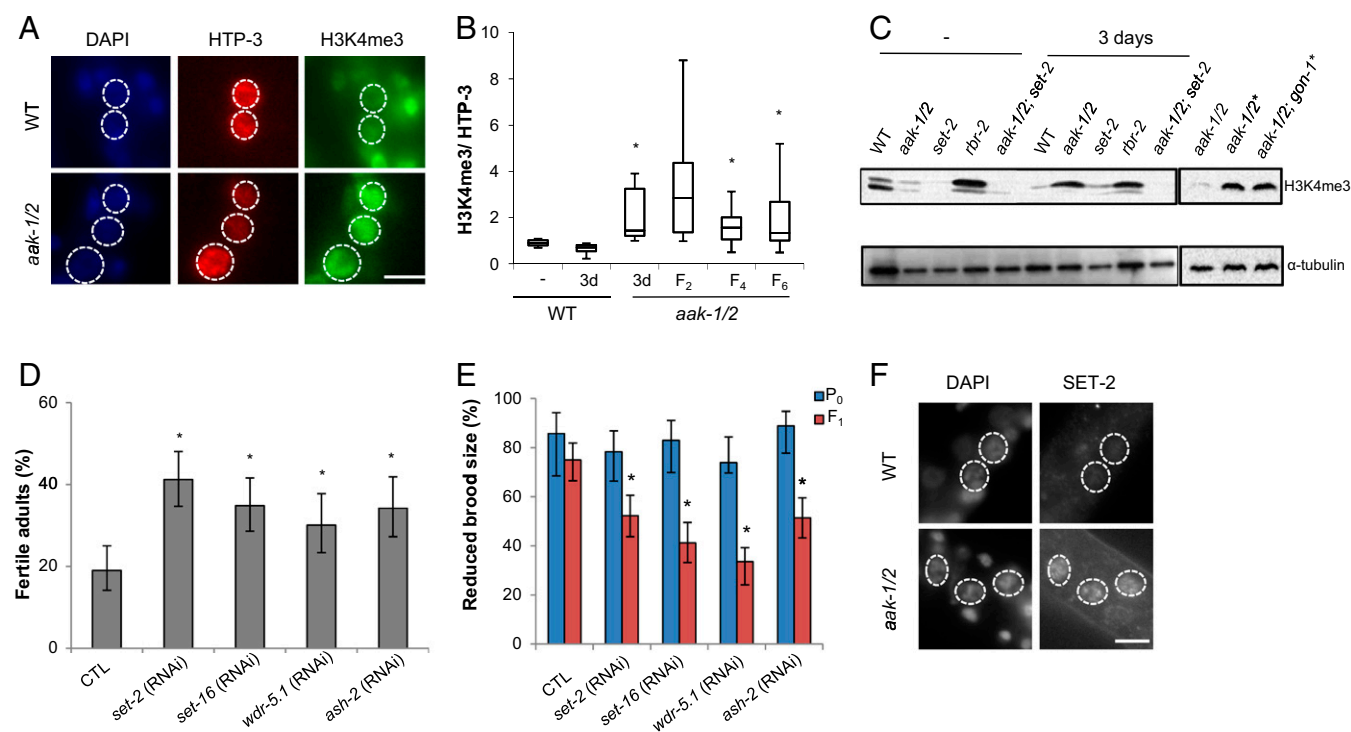 A
DAPI
HTP-3
H3K4me3
WT
aak-1/2
B
H3K4me3/ HTP-3
10
8
6
4
2
0
*
*
*
-
3d
3d
F2
F4
F6
WT
aak-1/2
C
-
3 days
WT
aak-1/2
set-2
rbr-2
aak-1/2; set-2
WT
aak-1/2
set-2
rbr-2
aak-1/2; set-2
aak-1/2
aak-1/2*
aak-1/2; gon-1*
H3K4me3
α-tubulin
D
Fertile adults (%)
60
40
20
0
*
*
*
*
CTL
set-2 (RNAi)
set-16 (RNAi)
wdr-5.1 (RNAi)
ash-2 (RNAi)
E
Reduced brood size (%)
100
80
60
40
20
0
P0
F1
*
*
*
*
CTL
set-2 (RNAi)
set-16 (RNAi)
wdr-5.1 (RNAi)
ash-2 (RNAi)
F
DAPI
SET-2
WT
aak-1/2